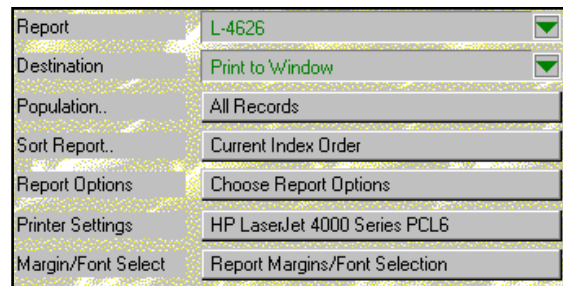 Report L-4626
Destination Print to Window
Population.. All Records
Sort Report.. Current Index Order
Report Options Choose Report Options
Printer Settings HP LaserJet 4000 Series PCL6
Margin/Font Select Report Margins/Font Selection